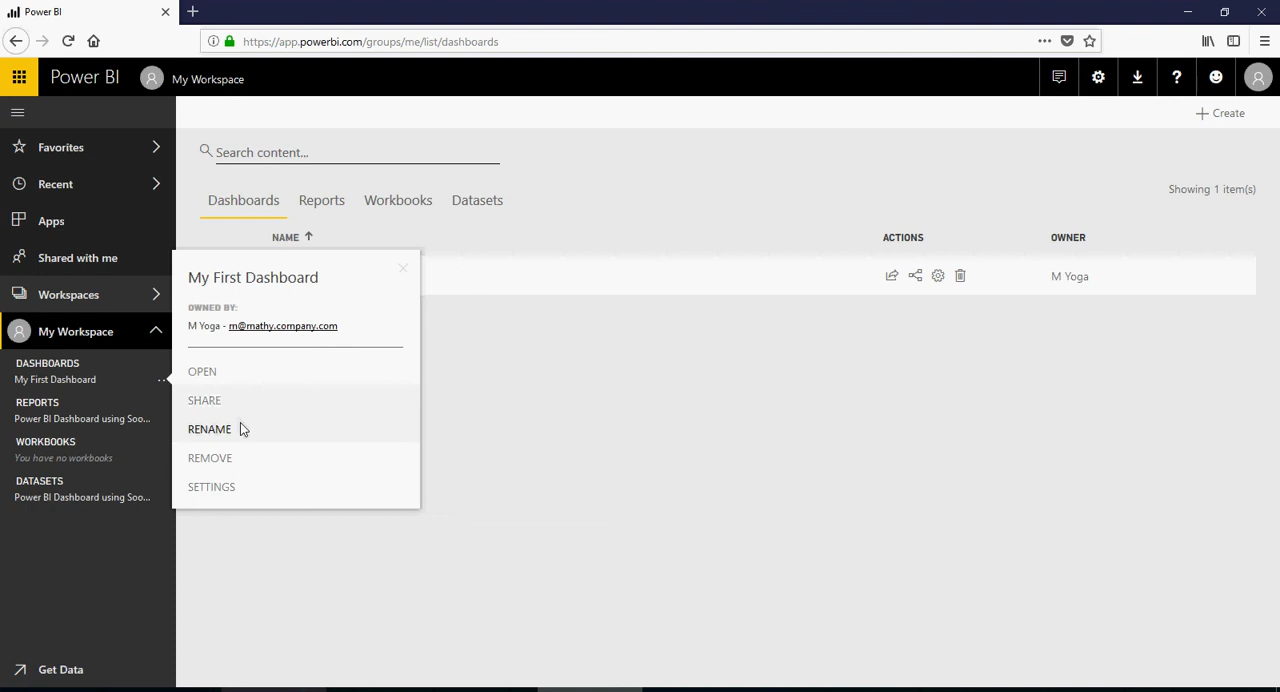 Power BI
https://app.powerbi.com/groups/me/list/dashboards
Power BI My Workspace
Create
Favorites
Recent
Apps
Shared with me
Workspaces
My Workspace
DASHBOARDS
My First Dashboard
REPORTS
Power BI Dashboard using Soo...
WORKBOOKS
You have no workbooks
DATASETS
Power BI Dashboard using Soo...
Get Data
Search content...
Showing 1 item(s)
Dashboards Reports Workbooks Datasets
NAME ACTIONS OWNER
M Yoga
My First Dashboard
OWNED BY:
M Yoga - m@mathy.company.com
OPEN
SHARE
RENAME
REMOVE
SETTINGS